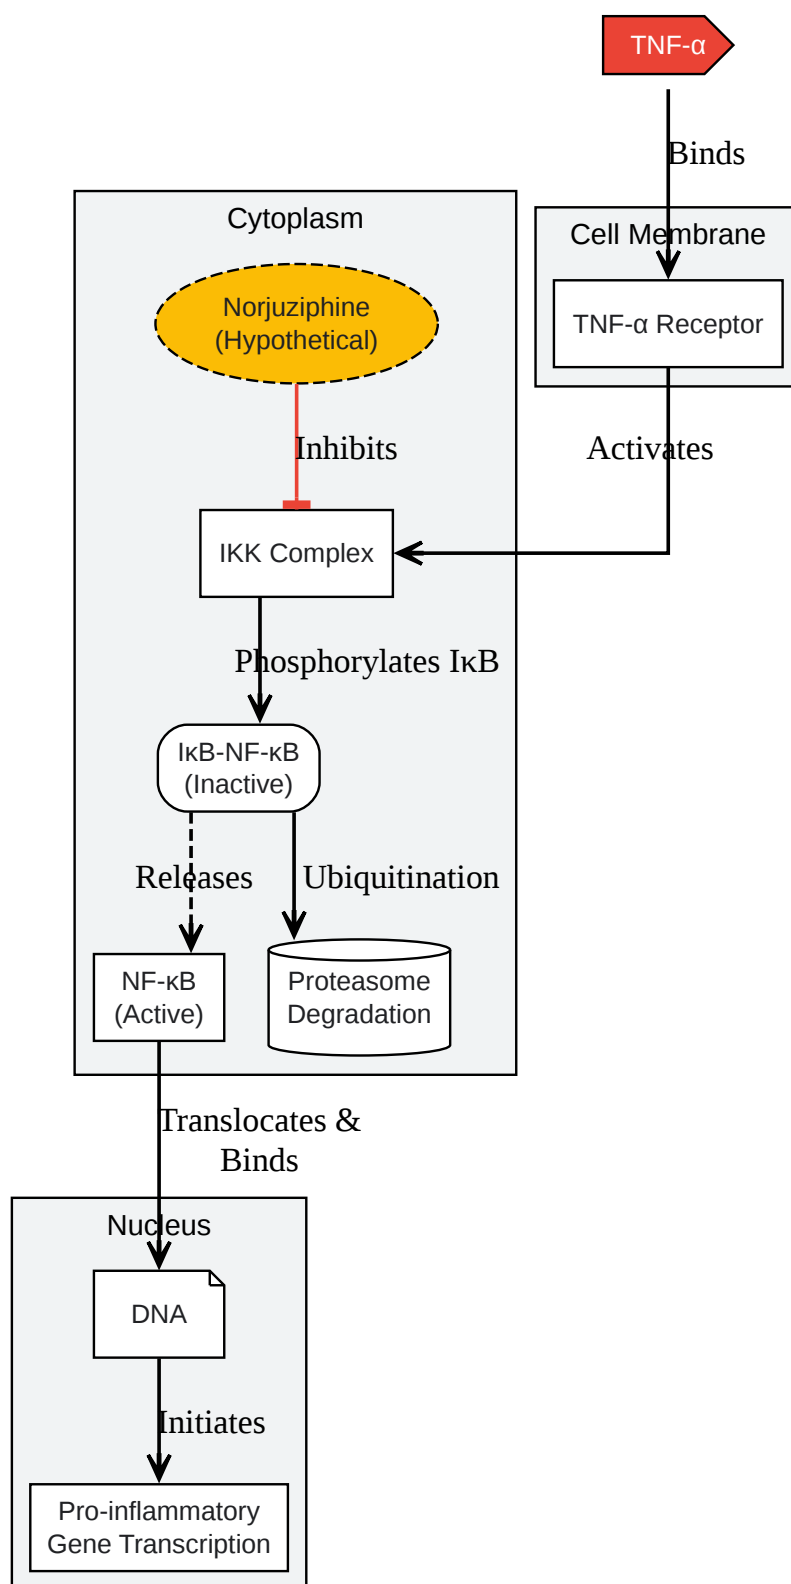 TNF-α
Binds
Cytoplasm
Cell Membrane
Norjuziphine
(Hypothetical)
TNF-α Receptor
Inhibits
Activates
IKK Complex
Phosphorylates IκB
IκB-NF-κB
(Inactive)
Releases
Ubiquitination
NF-κB
(Active)
Proteasome
Degradation
Translocates &
Binds
Nucleus
DNA
Initiates
Pro-inflammatory
Gene Transcription